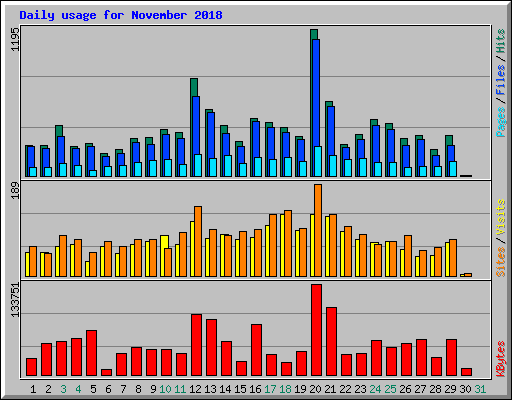 Daily usage for November 2018
1195
Pages / Files / Hits
189
Sites / Visits
133751
KBytes
1 2 3 4 5 6 7 8 9 10 11 12 13 14 15 16 17 18 19 20 21 22 23 24 25 26 27 28 29 30 31